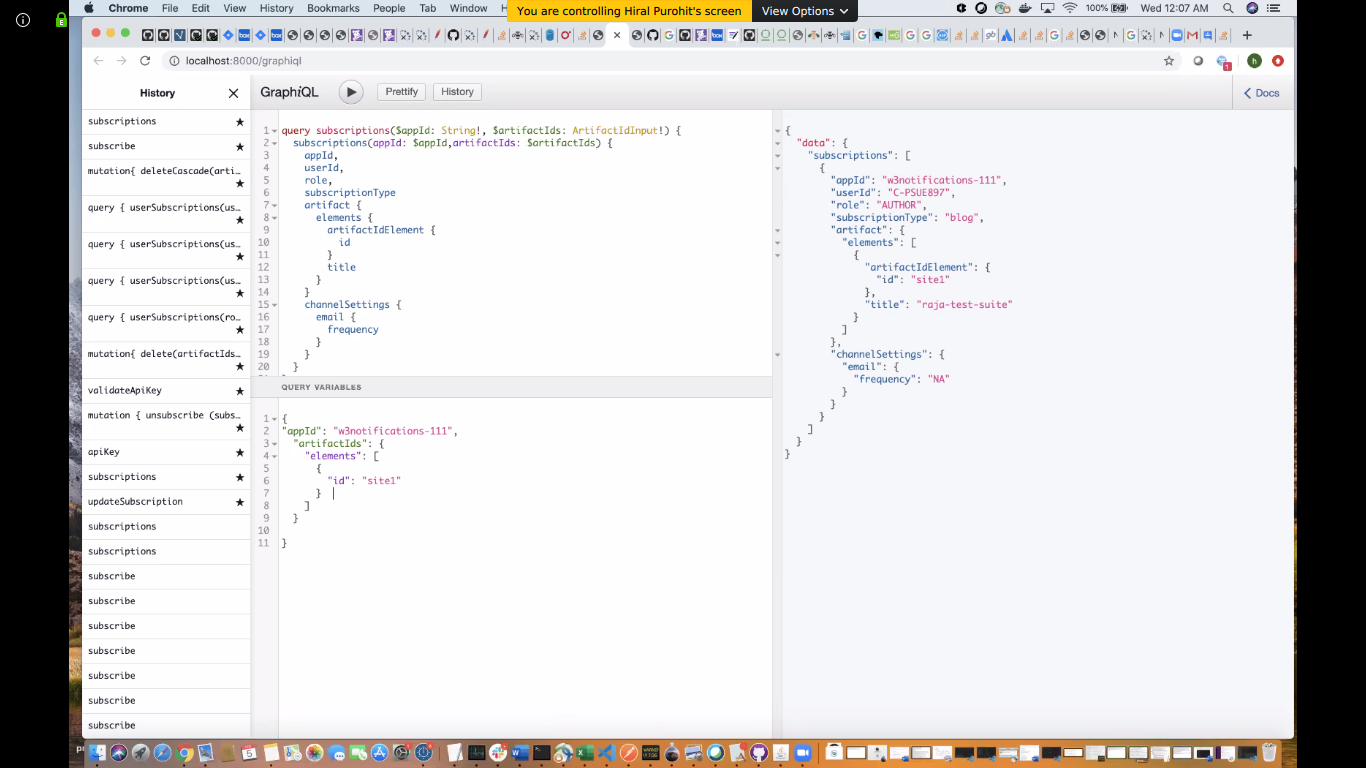 Chrome File Edit View History Bookmarks People Tab Window
You are controlling Hiral Purohit's screen
View Options
100%
Wed 12:07 AM
localhost:8000/graphiql
1
h
History
GraphiQL
Prettify
History
Docs
subscriptions
subscribe
mutation{ deleteCascade(arti…
query { userSubscriptions(us…
query { userSubscriptions(us…
query { userSubscriptions(us…
query { userSubscriptions(ro…
mutation{ delete(artifactIds…
validateApiKey
mutation { unsubscribe (subs…
apiKey
subscriptions
updateSubscription
subscriptions
subscriptions
subscribe
subscribe
subscribe
subscribe
subscribe
subscribe
subscribe
1 query subscriptions($appId: String!, $artifactIds: ArtifactIdInput!) {
2 subscriptions(appId: $appId,artifactIds: $artifactIds) {
3 appId,
4 userId,
5 role,
6 subscriptionType
7 artifact {
8 elements {
9 artifactIdElement {
10 id
11 }
12 title
13 }
14 }
15 channelSettings {
16 email {
17 frequency
18 }
19 }
20 }
QUERY VARIABLES
1 {
2 "appId": "w3notifications-111",
3 "artifactIds": {
4 "elements": [
5 {
6 "id": "site1"
7 }
8 ]
9 }
10
11 }
{
"data": {
"subscriptions": [
{
"appId": "w3notifications-111",
"userId": "C-PSUE897",
"role": "AUTHOR",
"subscriptionType": "blog",
"artifact": {
"elements": [
{
"artifactIdElement": {
"id": "site1"
},
"title": "raja-test-suite"
}
]
},
"channelSettings": {
"email": {
"frequency": "NA"
}
}
}
]
}
}